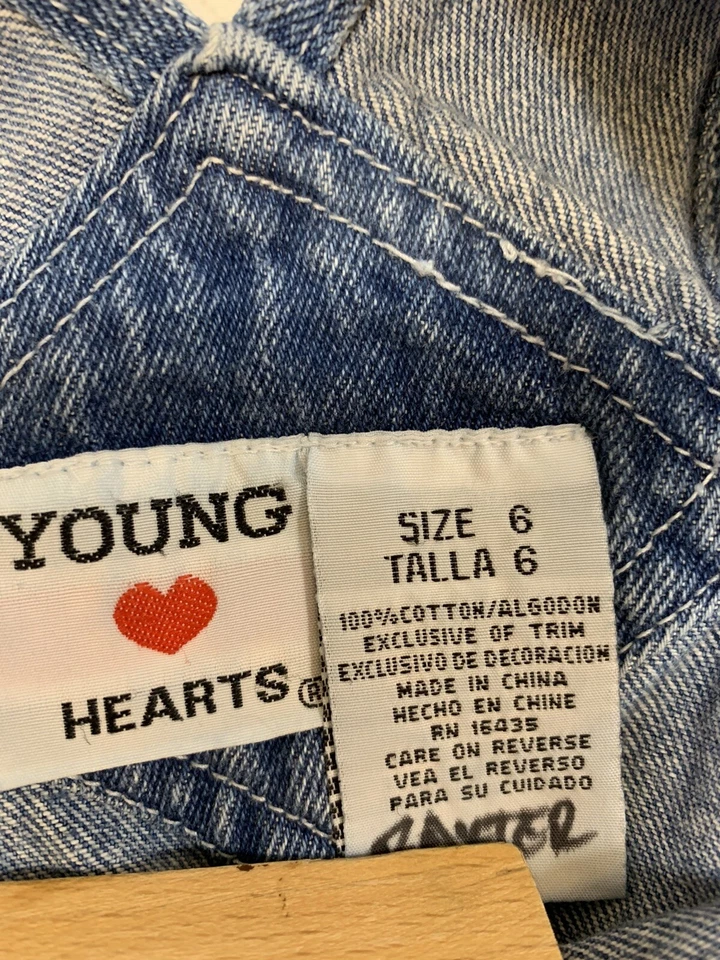 YOUNG
HEARTS®
SIZE 6
TALLA 6
100%COTTON/ALGODON
EXCLUSIVE OF TRIM
EXCLUSIVO DE DECORACION
MADE IN CHINA
HECHO EN CHINE
RN 16435
CARE ON REVERSE
VEA EL REVERSO
PARA SU CUIDADO